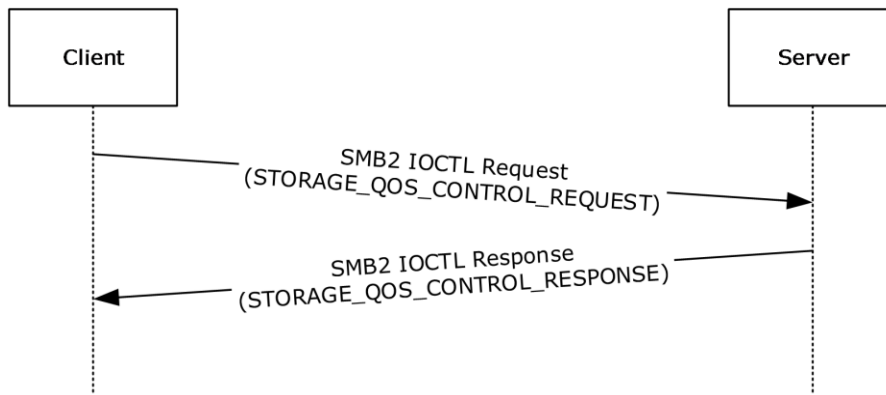 Client
Server
SMB2 IOCTL Request
(STORAGE_QOS_CONTROL_REQUEST)
SMB2 IOCTL Response
(STORAGE_QOS_CONTROL_RESPONSE)